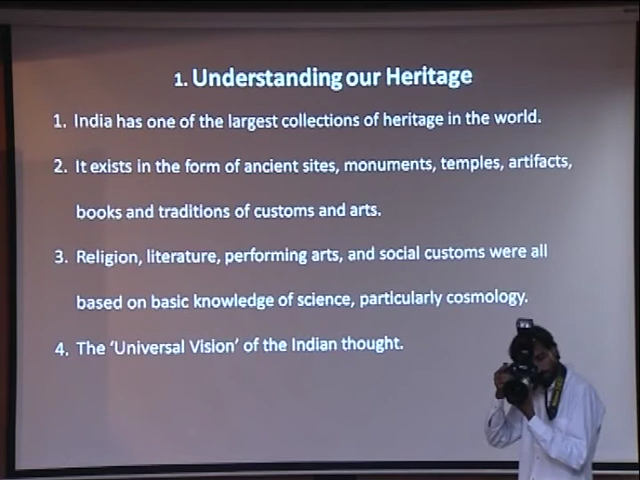 1. Understanding our Heritage
1. India has one of the largest collections of heritage in the world.
2. It exists in the form of ancient sites, monuments, temples, artifacts,
books and traditions of customs and arts.
3. Religion, literature, performing arts, and social customs were all
based on basic knowledge of science, particularly cosmology.
4. The ‘Universal Vision’ of the Indian thought.